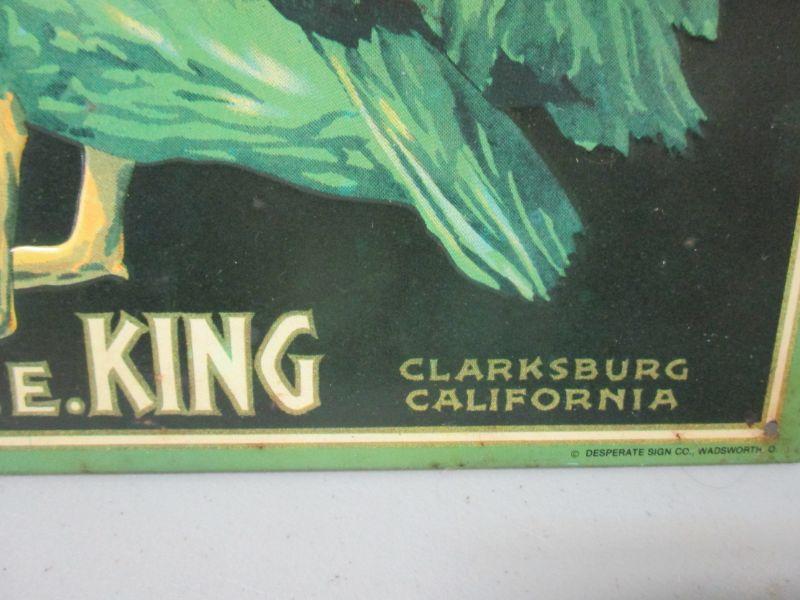 E. KING
CLARKSBURG
CALIFORNIA
© DESPERATE SIGN CO., WADSWORTH, O.